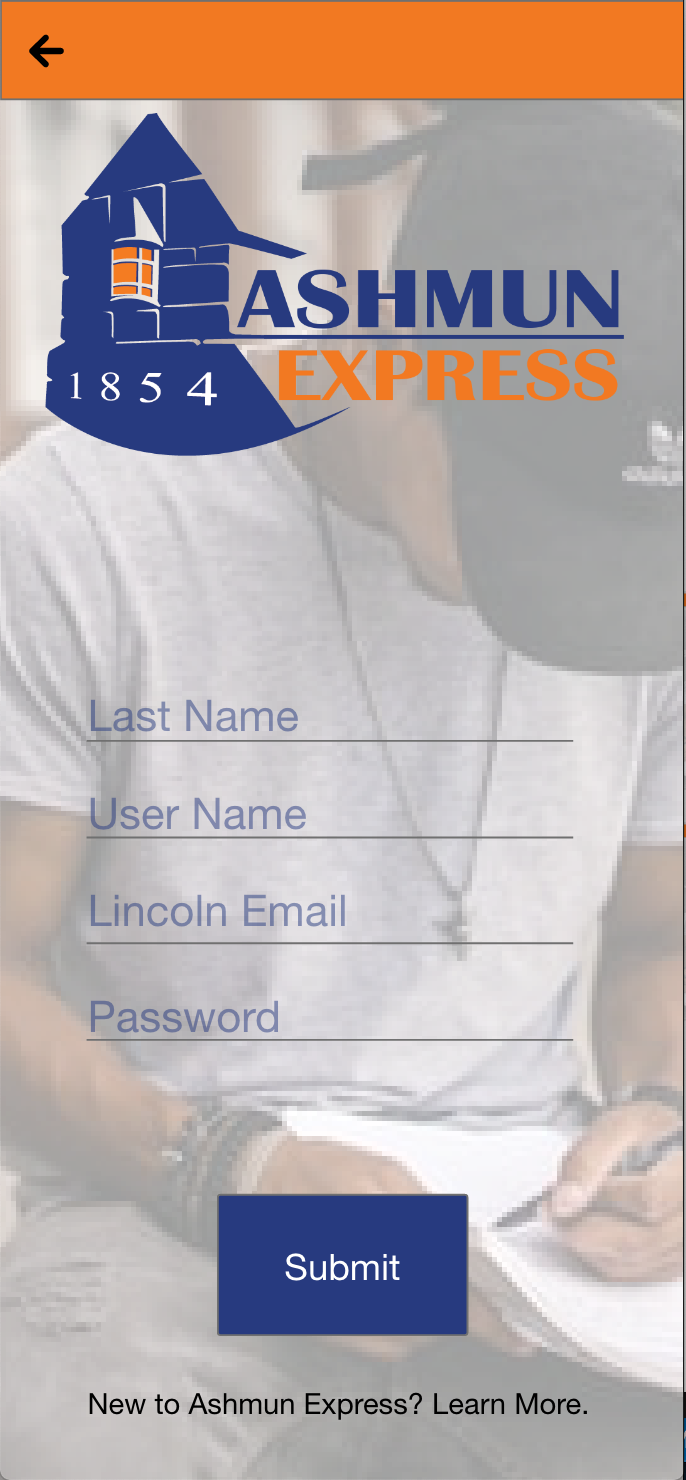 ASHMUN
EXPRESS
1854
Last Name
User Name
Lincoln Email
Password
Submit
New to Ashmun Express? Learn More.